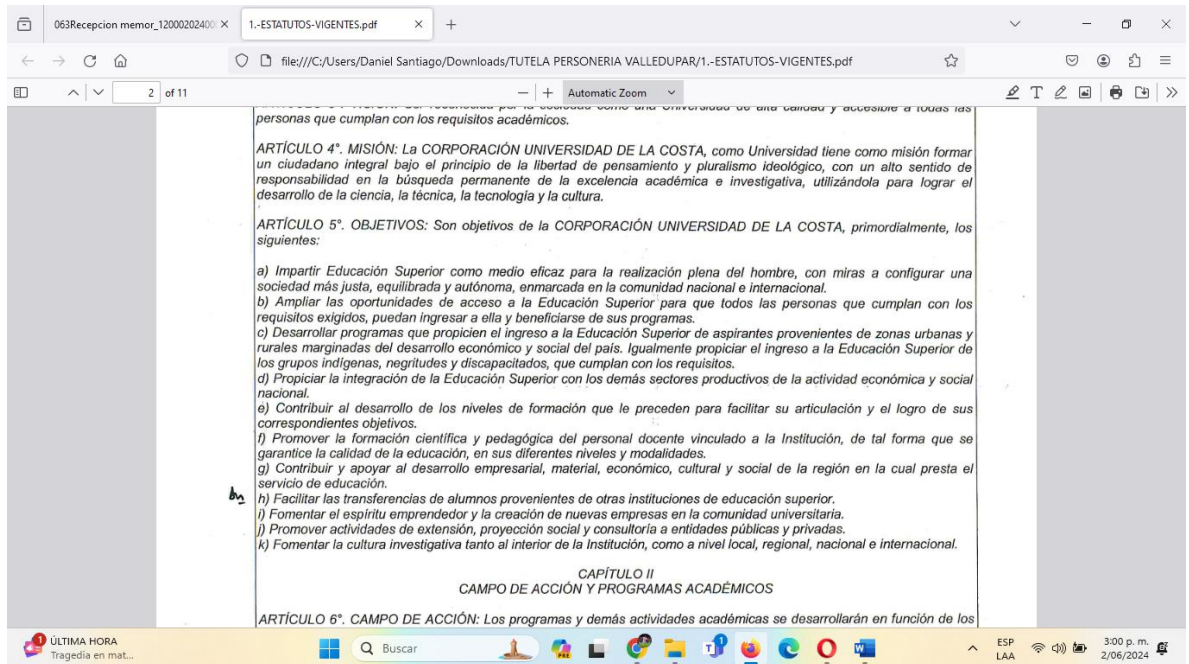 063Recepcion memor_1200020240
1.-ESTATUTOS-VIGENTES.pdf
file:///C:/Users/Daniel Santiago/Downloads/TUTELA PERSONERIA VALLEDUPAR/1.-ESTATUTOS-VIGENTES.pdf
2 of 11
Automatic Zoom
personas que cumplan con los requisitos académicos.
ARTÍCULO 4°. MISIÓN: La CORPORACIÓN UNIVERSIDAD DE LA COSTA, como Universidad tiene como misión formar
un ciudadano integral bajo el principio de la libertad de pensamiento y pluralismo ideológico, con un alto sentido de
responsabilidad en la búsqueda permanente de la excelencia académica e investigativa, utilizándola para lograr el
desarrollo de la ciencia, la técnica, la tecnología y la cultura.
ARTÍCULO 5°. OBJETIVOS: Son objetivos de la CORPORACIÓN UNIVERSIDAD DE LA COSTA, primordialmente, los
siguientes:
a) Impartir Educación Superior como medio eficaz para la realización plena del hombre, con miras a configurar una
sociedad más justa, equilibrada y autónoma, enmarcada en la comunidad nacional e internacional.
b) Ampliar las oportunidades de acceso a la Educación Superior para que todos las personas que cumplan con los
requisitos exigidos, puedan ingresar a ella y beneficiarse de sus programas.
c) Desarrollar programas que propicien el ingreso a la Educación Superior de aspirantes provenientes de zonas urbanas y
rurales marginadas del desarrollo económico y social del país. Igualmente propiciar el ingreso a la Educación Superior de
los grupos indígenas, negritudes y discapacitados, que cumplan con los requisitos.
d) Propiciar la integración de la Educación Superior con los demás sectores productivos de la actividad económica y social
nacional.
e) Contribuir al desarrollo de los niveles de formación que le preceden para facilitar su articulación y el logro de sus
correspondientes objetivos.
f) Promover la formación científica y pedagógica del personal docente vinculado a la Institución, de tal forma que se
garantice la calidad de la educación, en sus diferentes niveles y modalidades.
g) Contribuir y apoyar al desarrollo empresarial, material, económico, cultural y social de la región en la cual presta el
servicio de educación.
h) Facilitar las transferencias de alumnos provenientes de otras instituciones de educación superior.
i) Fomentar el espíritu emprendedor y la creación de nuevas empresas en la comunidad universitaria.
j) Promover actividades de extensión, proyección social y consultoría a entidades públicas y privadas.
k) Fomentar la cultura investigativa tanto al interior de la Institución, como a nivel local, regional, nacional e internacional.
CAPÍTULO II
CAMPO DE ACCIÓN Y PROGRAMAS ACADÉMICOS
ARTÍCULO 6°. CAMPO DE ACCIÓN: Los programas y demás actividades académicas se desarrollarán en función de los
1
ÚLTIMA HORA
Tragedia en mat...
Buscar
ESP
LAA
3:00 p. m.
2/06/2024